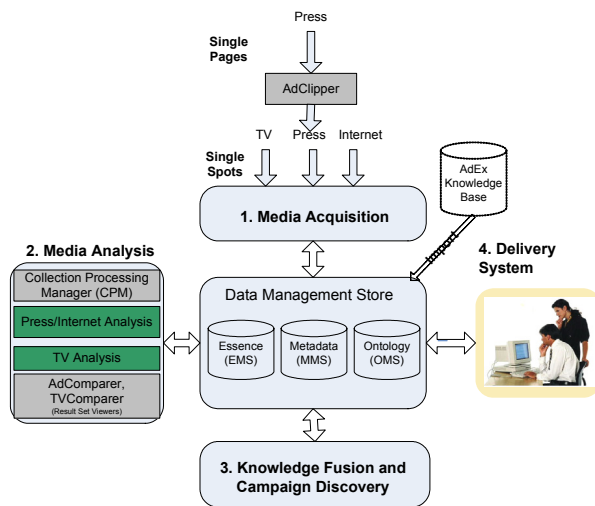 Press
Single
Pages
AdClipper
TV
Press
Internet
Single
Spots
AdEx
Knowledge
Base
1. Media Acquisition
Import
2. Media Analysis
4. Delivery
System
Collection Processing
Manager (CPM)
Press/Internet Analysis
TV Analysis
AdComparer,
TVComparer
(Result Set Viewers)
Data Management Store
Essence
(EMS)
Metadata
(MMS)
Ontology
(OMS)
3. Knowledge Fusion and
Campaign Discovery